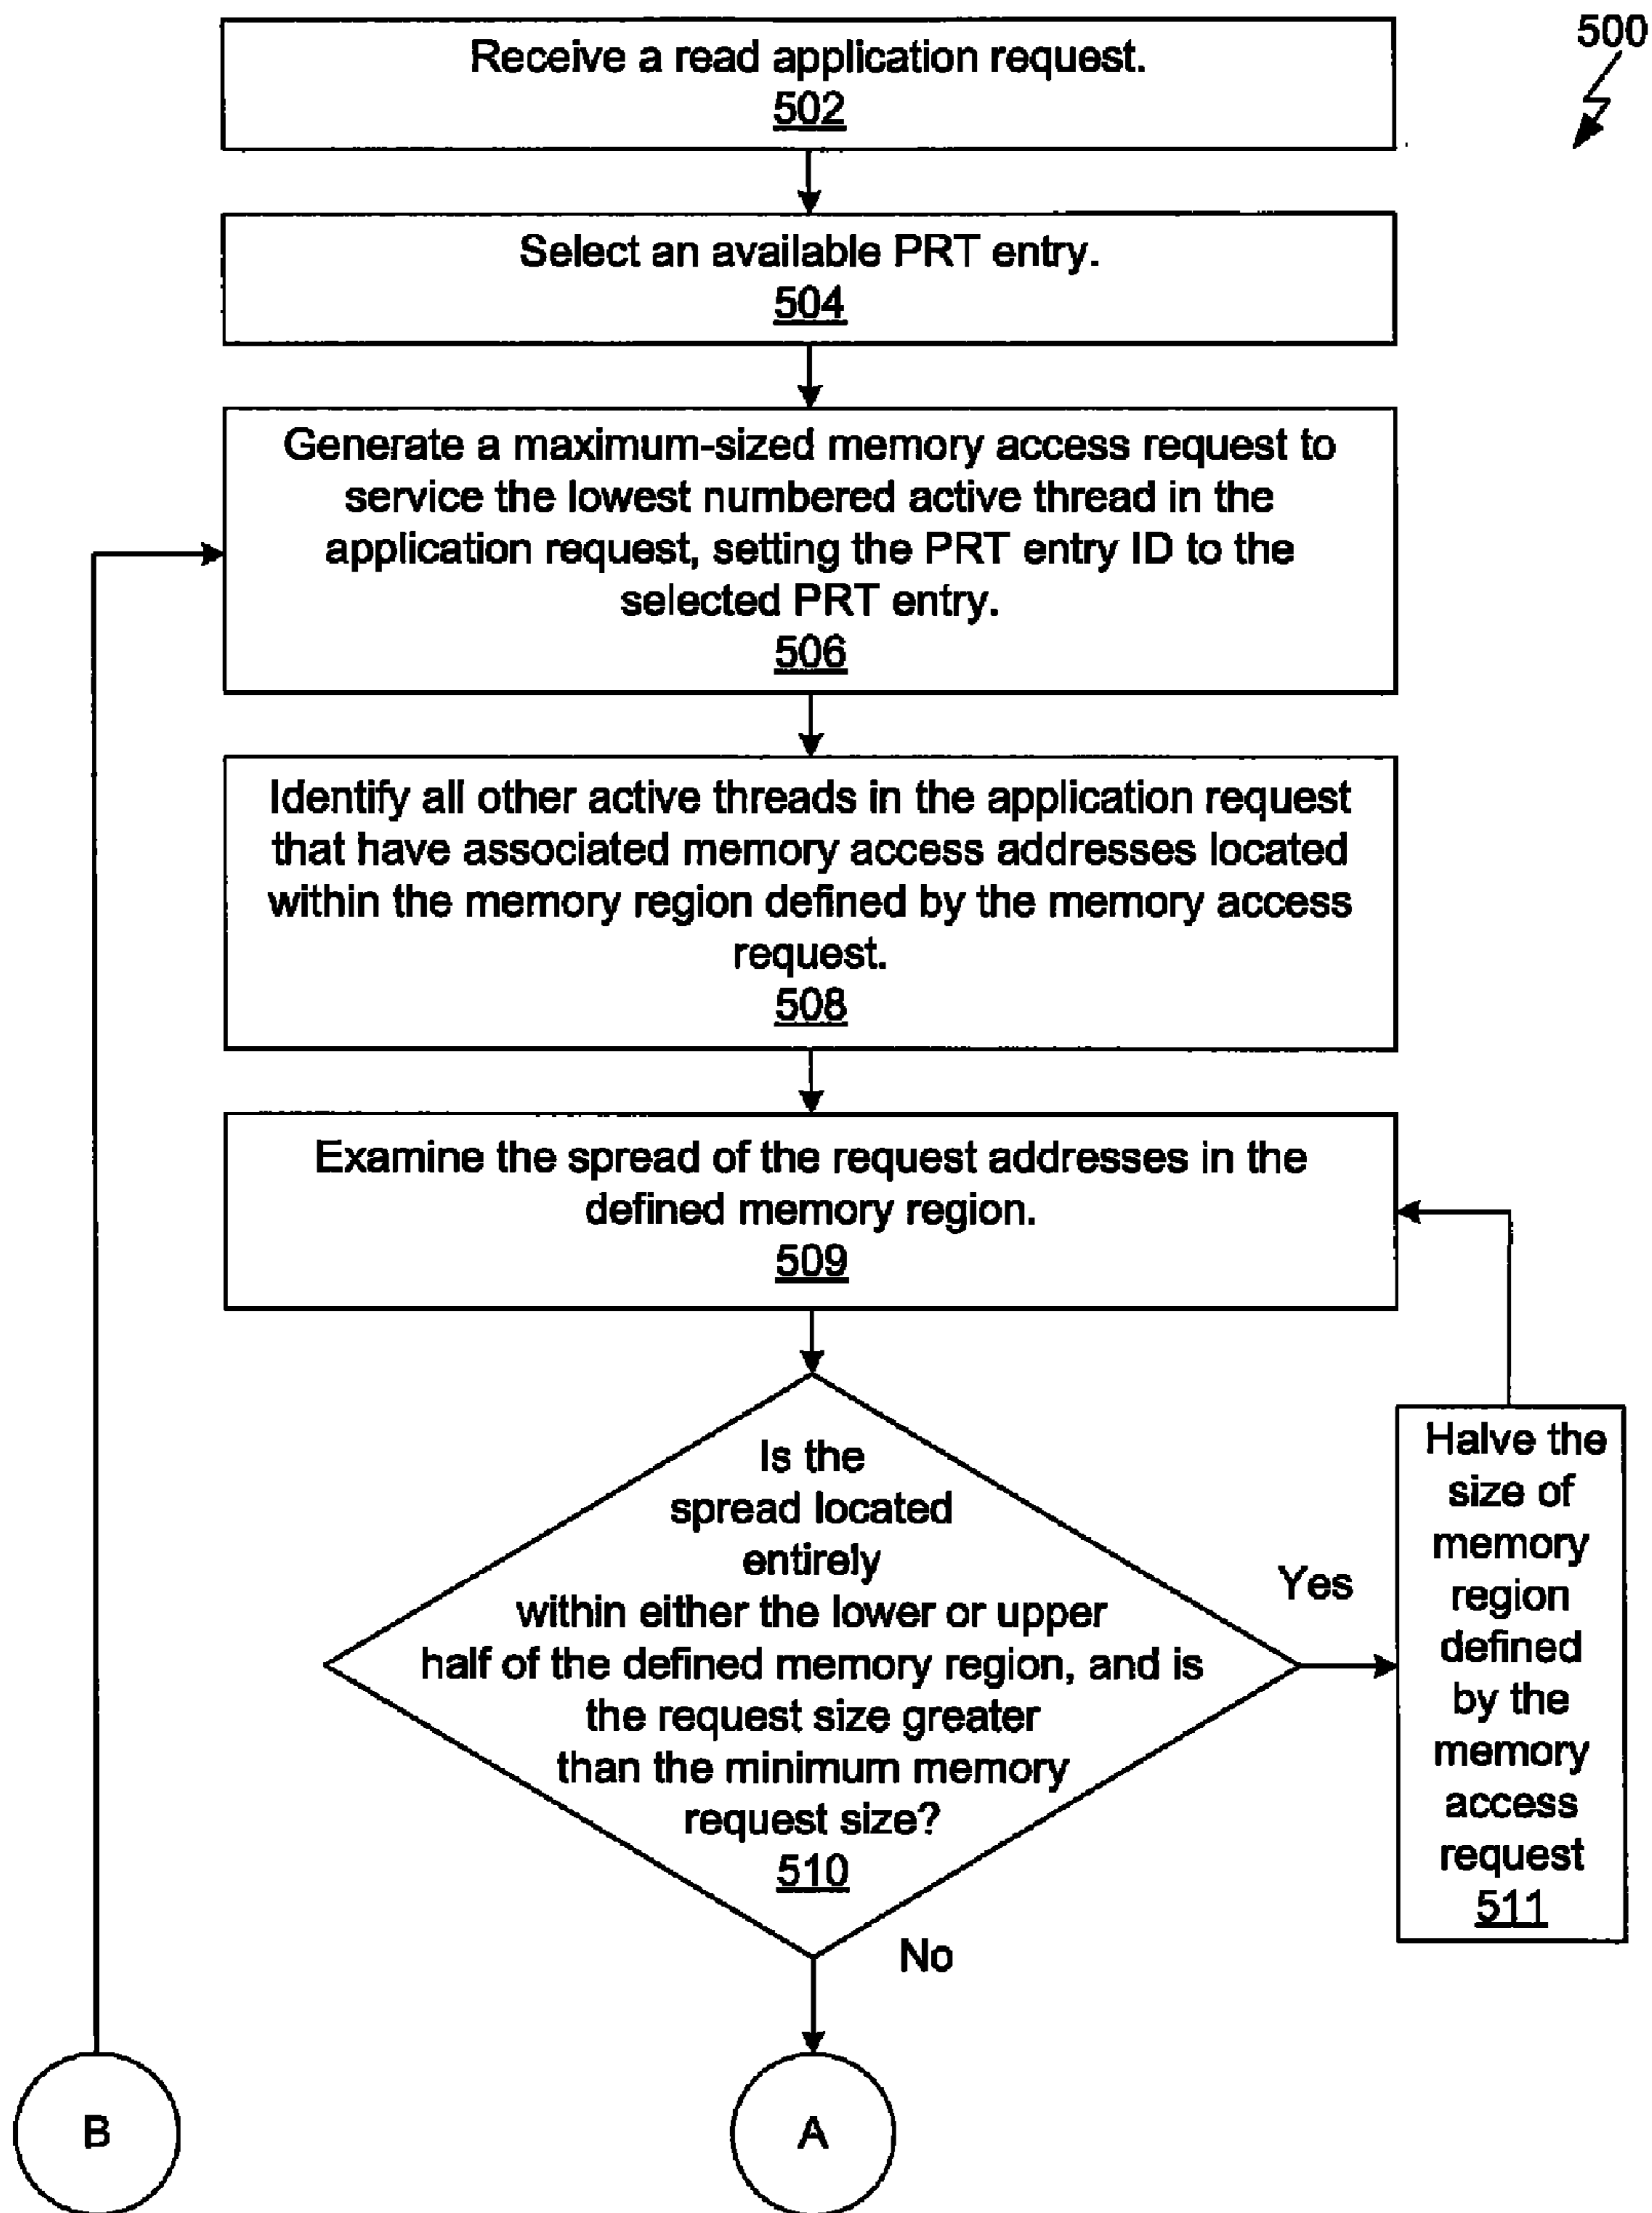 500
Receive a read application request.
502
Select an available PRT entry.
504
Generate a maximum-sized memory access request to
service the lowest numbered active thread in the
application request, setting the PRT entry ID to the
selected PRT entry.
506
Identify all other active threads in the application request
that have associated memory access addresses located
within the memory region defined by the memory access
request.
508
Examine the spread of the request addresses in the
defined memory region.
509
Is the
spread located
entirely
within either the lower or upper
half of the defined memory region, and is
the request size greater
than the minimum memory
request size?
510
Yes
Halve the
size of
memory
region
defined
by the
memory
access
request
511
No
B
A